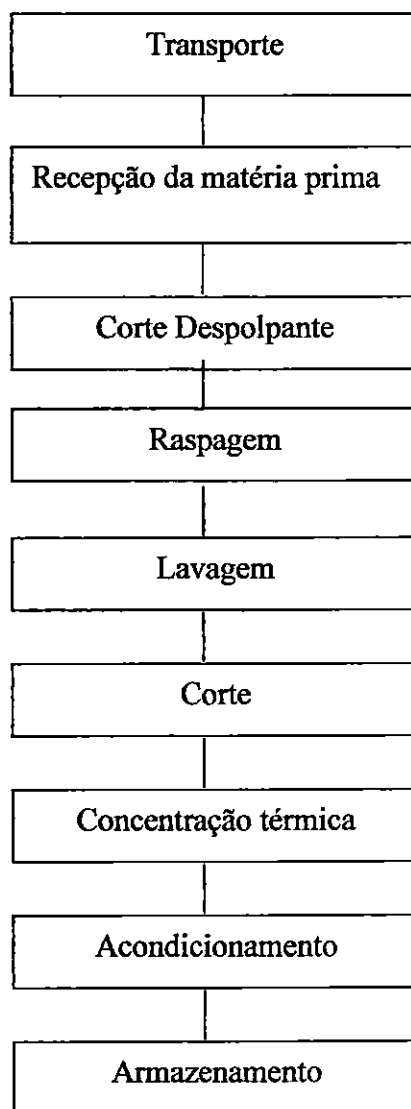 Transporte
Recepção da matéria prima
Corte Despolpante
Raspagem
Lavagem
Corte
Concentração térmica
Acondicionamento
Armazenamento